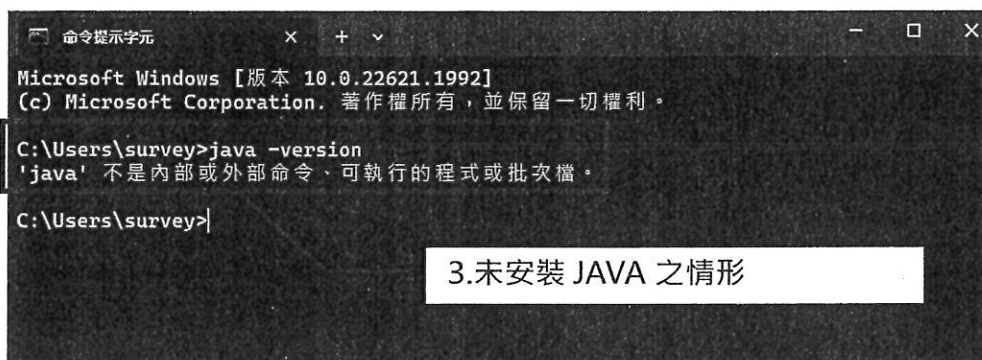 命令提示字元
Microsoft Windows [版本 10.0.22621.1992]
(c) Microsoft Corporation. 著作權所有，並保留一切權利。
C:\Users\survey>java -version
'java' 不是內部或外部命令、可執行的程式或批次檔。
C:\Users\survey>
3.未安裝 JAVA 之情形